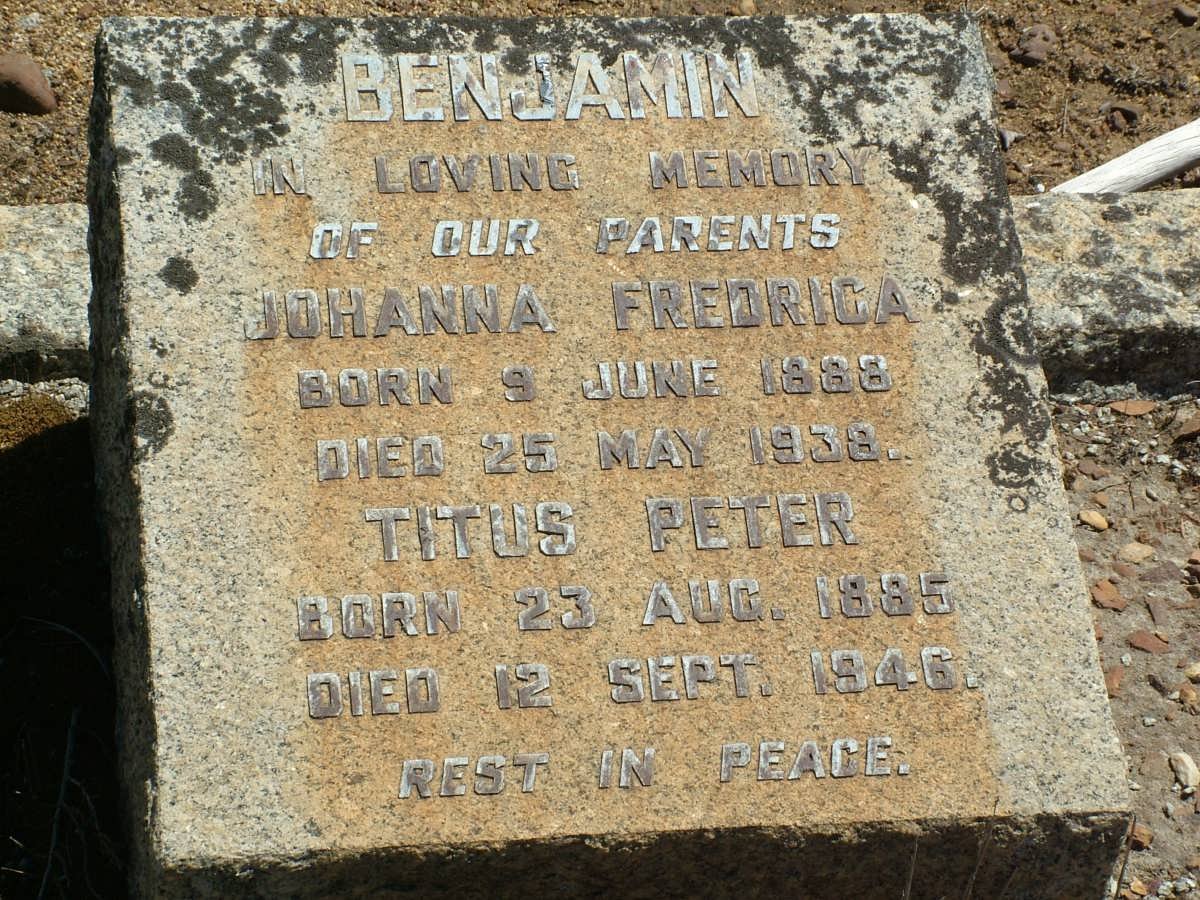 BENJAMIN
IN LOVING MEMORY
OF OUR PARENTS
JOHANNA FREDRICA
BORN 9 JUNE 1888
DIED 25 MAY 1938.
TITUS PETER
BORN 23 AUG. 1885
DIED 12 SEPT. 1946.
REST IN PEACE.